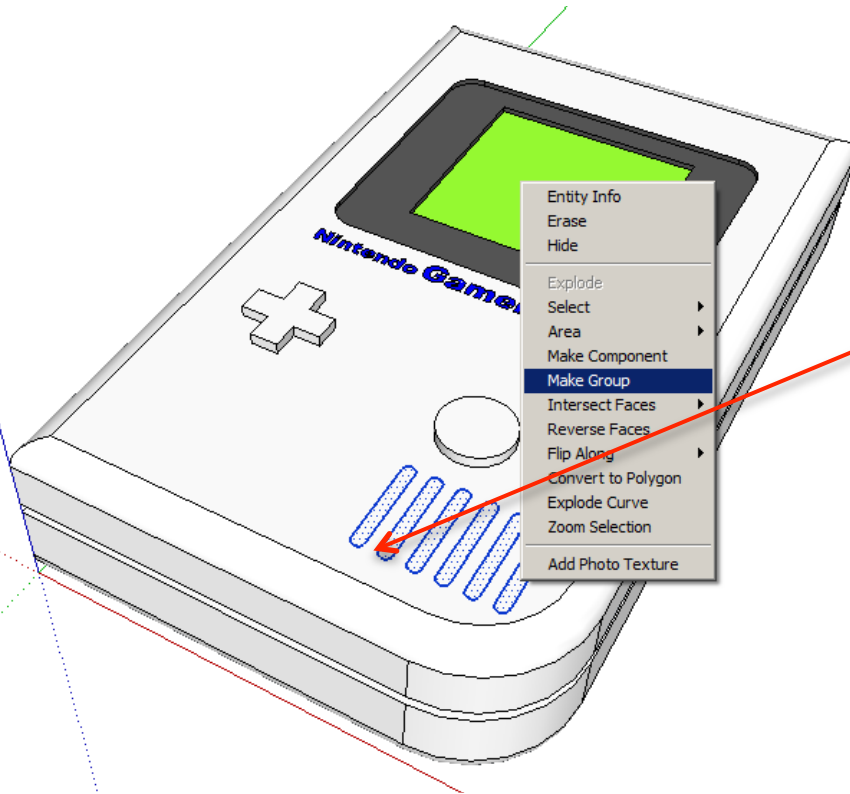 Nintendo Game
Entity Info
Erase
Hide
Explode
Select
Area
Make Component
Make Group
Intersect Faces
Reverse Faces
Flip Along
Convert to Polygon
Explode Curve
Zoom Selection
Add Photo Texture